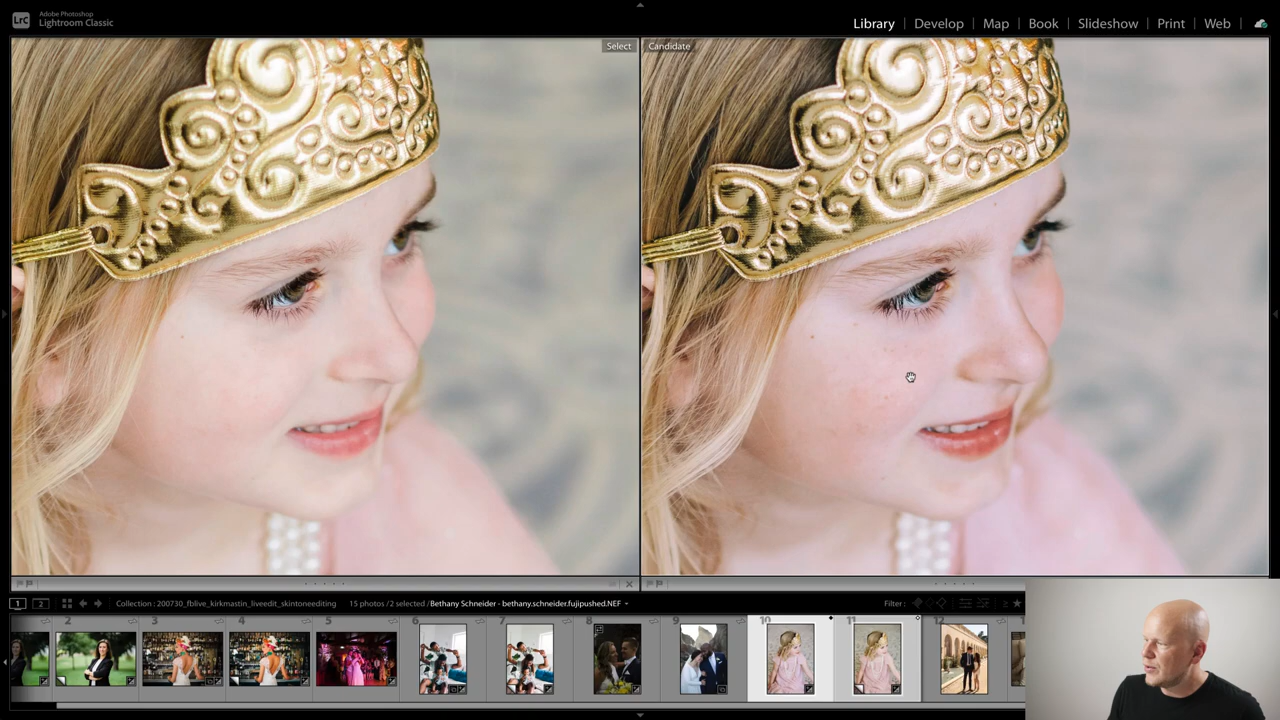 LrC
Adobe Photoshop
Lightroom Classic
Library | Develop | Map | Book | Slideshow | Print | Web |
Select
Candidate
1 2 Collection : 200730_fblive_kirkmastin_liveedit_skintoneediting 15 photos / 2 selected / Bethany Schneider - bethany.schneider.fujipushed.NEF Filter :
2 3 4 5 6 7 8 9 10 11 12